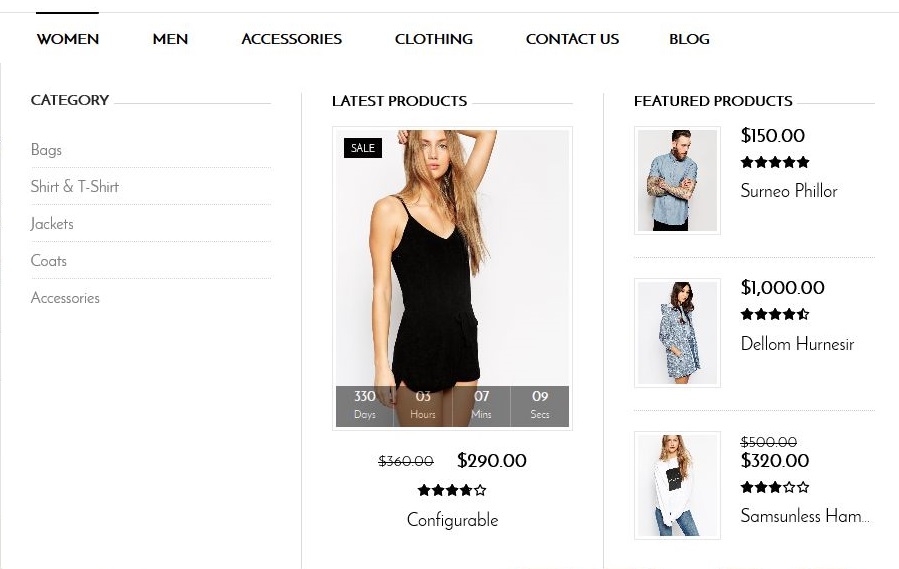 WOMEN MEN ACCESSORIES CLOTHING CONTACT US BLOG
CATEGORY
Bags
Shirt & T-Shirt
Jackets
Coats
Accessories
LATEST PRODUCTS
SALE
330 03 07 09
Days Hours Mins Secs
$360.00 $290.00
Configurable
FEATURED PRODUCTS
$150.00
Surneo Phillor
$1,000.00
Dellom Hurnesir
$500.00
$320.00
Samsunless Ham...